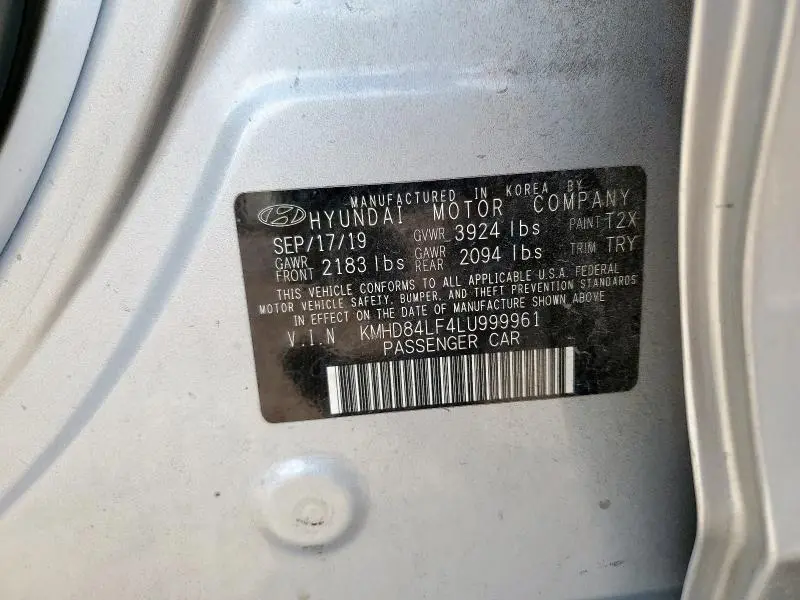 MANUFACTURED IN KOREA BY
HYUNDAI MOTOR COMPANY
SEP/17/19 GVWR 3924 lbs PAINT T2X
GAWR FRONT 2183 lbs GAWR REAR 2094 lbs TRIM TRY
THIS VEHICLE CONFORMS TO ALL APPLICABLE U.S.A. FEDERAL
MOTOR VEHICLE SAFETY, BUMPER, AND THEFT PREVENTION STANDARDS
IN EFFECT ON THE DATE OF MANUFACTURE SHOWN ABOVE
V.I.N KMHD84LF4LU999961
PASSENGER CAR